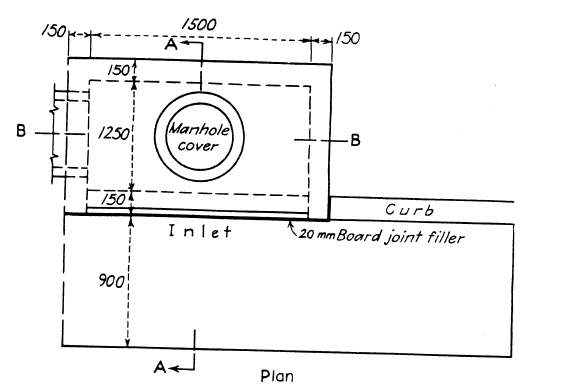 150
1500
150
A
150
B
1250
Manhole
cover
B
150
Curb
Inlet
20 mm Board joint filler
900
A
Plan